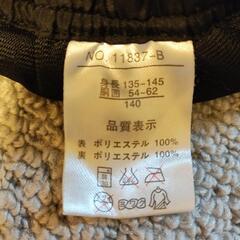 NO.11837-B
身長 135-145
胴囲 54-62
140
品質表示
表 ポリエステル 100%
裏 ポリエステル 100%